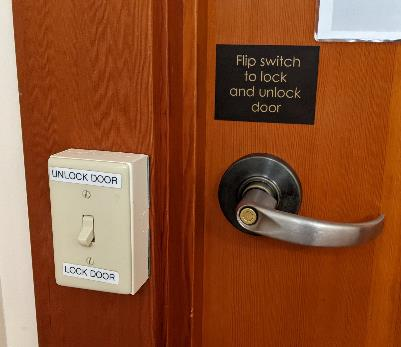 UNLOCK DOOR
LOCK DOOR
Flip switch
to lock
and unlock
door